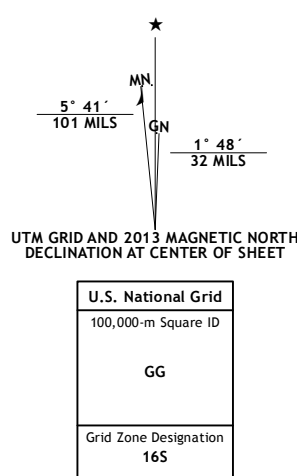 ★
MN.
5° 41´
101 MILS
GN
1° 48´
32 MILS
UTM GRID AND 2013 MAGNETIC NORTH
DECLINATION AT CENTER OF SHEET
U.S. National Grid
100,000-m Square ID
GG
Grid Zone Designation
16S